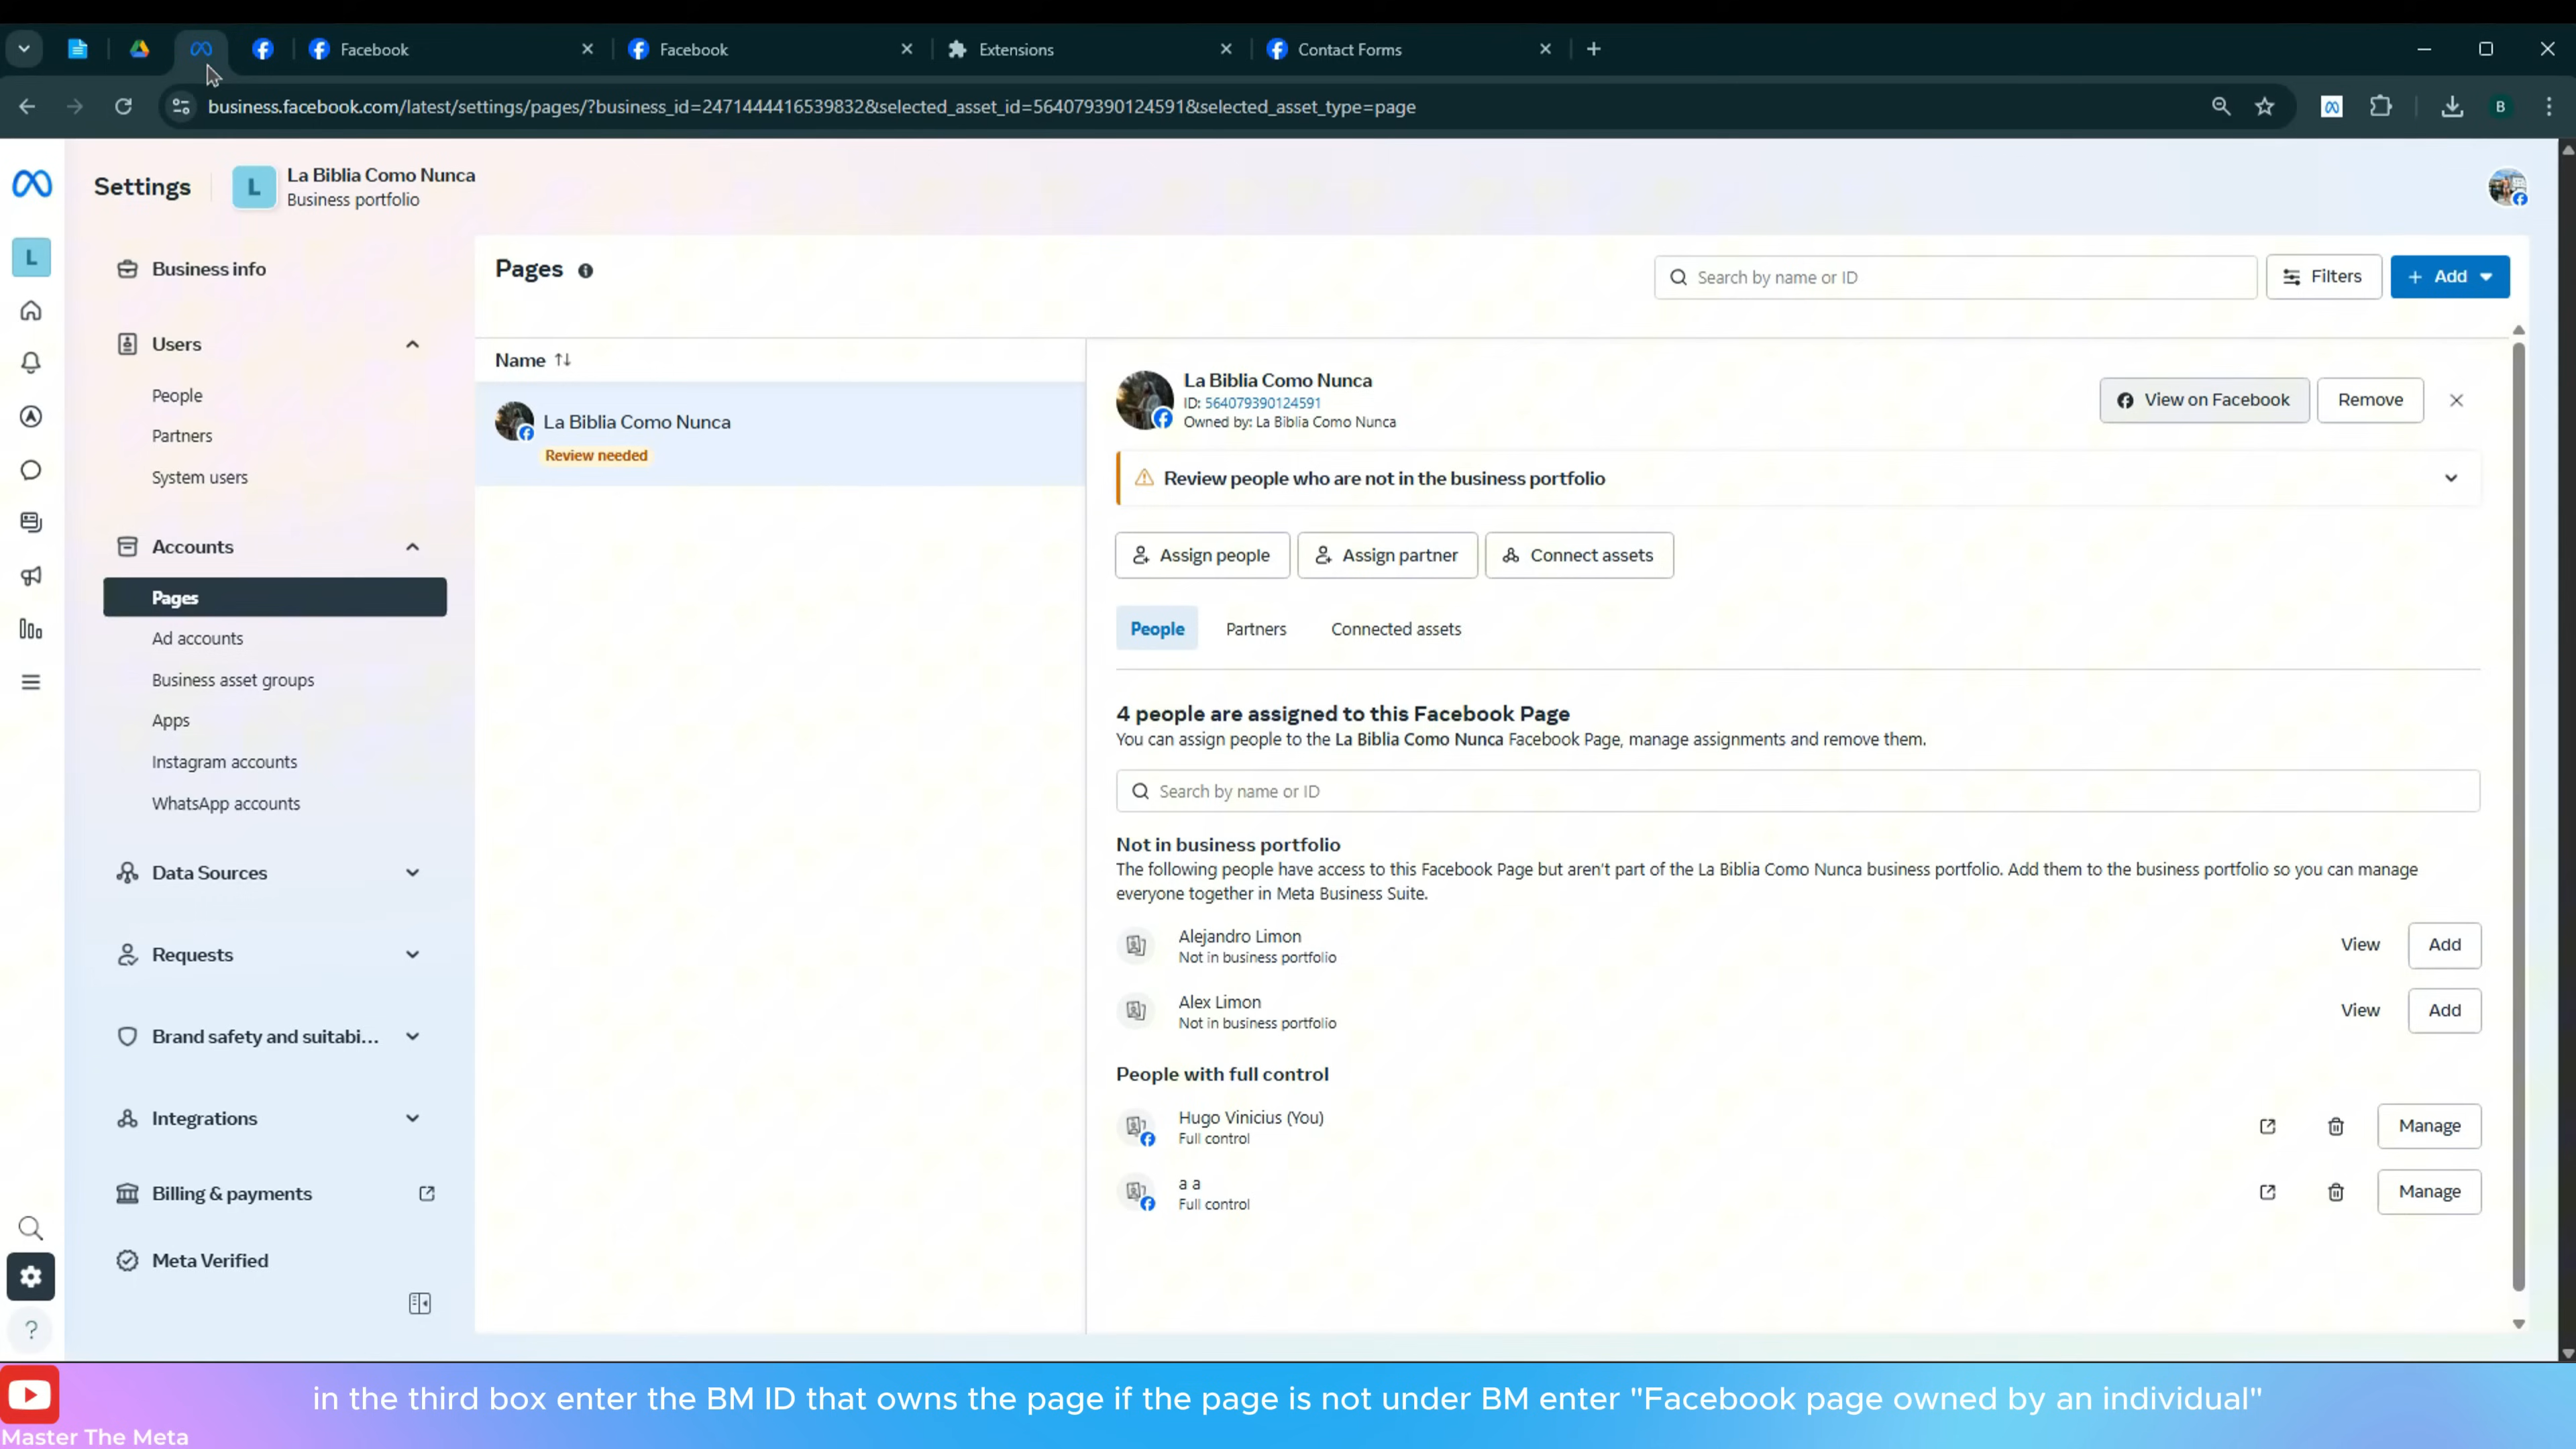 Facebook
Facebook
Extensions
Contact Forms
business.facebook.com/latest/settings/pages/?business_id=2471444416539832&selected_asset_id=564079390124591&selected_asset_type=page
B
Settings
L
La Biblia Como Nunca
Business portfolio
L
Business info
Users
People
Partners
System users
Accounts
Pages
Ad accounts
Business asset groups
Apps
Instagram accounts
WhatsApp accounts
Data Sources
Requests
Brand safety and suitabi...
Integrations
Billing & payments
Meta Verified
Pages
Search by name or ID
Filters
+ Add
Name
La Biblia Como Nunca
Review needed
La Biblia Como Nunca
ID: 564079390124591
Owned by: La Biblia Como Nunca
View on Facebook
Remove
Review people who are not in the business portfolio
Assign people
Assign partner
Connect assets
People
Partners
Connected assets
4 people are assigned to this Facebook Page
You can assign people to the La Biblia Como Nunca Facebook Page, manage assignments and remove them.
Search by name or ID
Not in business portfolio
The following people have access to this Facebook Page but aren't part of the La Biblia Como Nunca business portfolio. Add them to the business portfolio so you can manage
everyone together in Meta Business Suite.
Alejandro Limon
Not in business portfolio
View
Add
Alex Limon
Not in business portfolio
View
Add
People with full control
Hugo Vinicius (You)
Full control
Manage
a a
Full control
Manage
?
in the third box enter the BM ID that owns the page if the page is not under BM enter "Facebook page owned by an individual"
Master The Meta